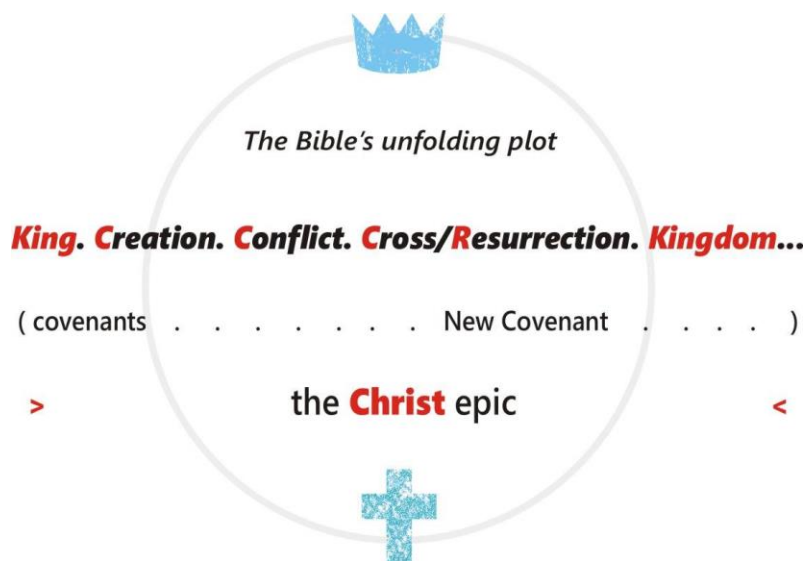 The Bible’s unfolding plot
King. Creation. Conflict. Cross/Resurrection. Kingdom...
( covenants . . . . . . . New Covenant . . . . )
> the Christ epic <